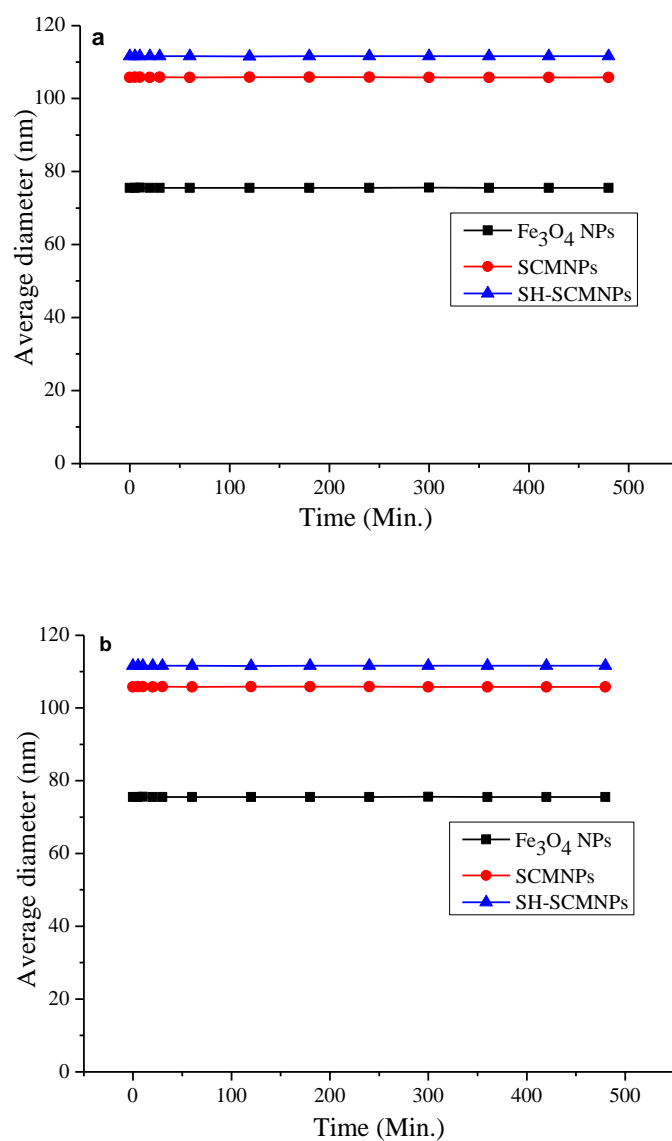 a
120
100
80
60
40
20
0
Average diameter (nm)
Fe3O4 NPs
SCMNPs
SH-SCMNPs
0 100 200 300 400 500
Time (Min.)
b
120
100
80
60
40
20
0
Average diameter (nm)
Fe3O4 NPs
SCMNPs
SH-SCMNPs
0 100 200 300 400 500
Time (Min.)